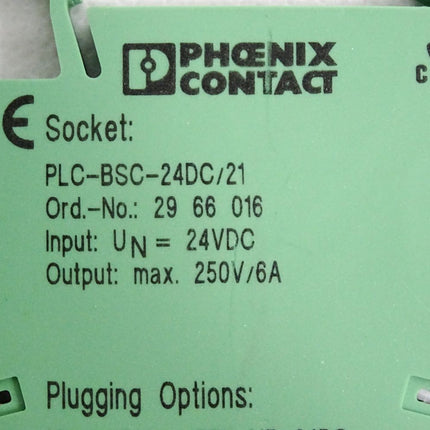 PHOENIX
CONTACT
CE Socket:
PLC-BSC-24DC/21
Ord.-No.: 29 66 016
Input: UN = 24VDC
Output: max. 250V/6A
Plugging Options: